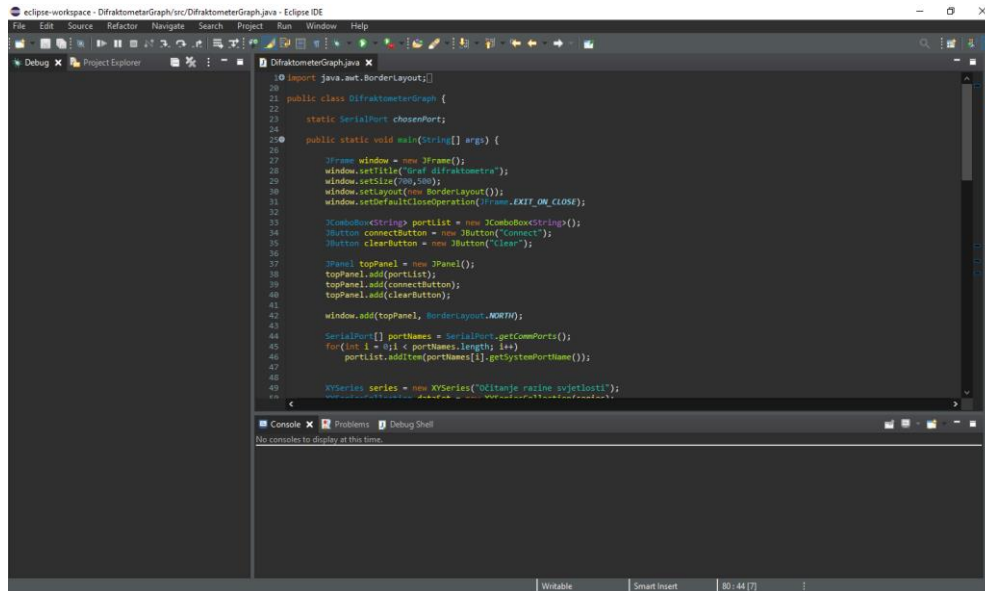 eclipse-workspace - DifraktometarGraph/src/DifraktometerGraph.java - Eclipse IDE
File Edit Source Refactor Navigate Search Project Run Window Help
Debug Project Explorer
DifraktometerGraph.java
10 import java.awt.BorderLayout;
20
21 public class DifraktometerGraph {
22
23 static SerialPort chosenPort;
24
25 public static void main(String[] args) {
26
27 JFrame window = new JFrame();
28 window.setTitle("Graf difraktometra");
29 window.setSize(700,500);
30 window.setLayout(new BorderLayout());
31 window.setDefaultCloseOperation(JFrame.EXIT_ON_CLOSE);
32
33 JComboBox<String> portList = new JComboBox<String>();
34 JButton connectButton = new JButton("Connect");
35 JButton clearButton = new JButton("Clear");
36
37 JPanel topPanel = new JPanel();
38 topPanel.add(portList);
39 topPanel.add(connectButton);
40 topPanel.add(clearButton);
41
42 window.add(topPanel, BorderLayout.NORTH);
43
44 SerialPort[] portNames = SerialPort.getCommPorts();
45 for(int i = 0;i < portNames.length; i++)
46 portList.addItem(portNames[i].getSystemPortName());
47
48
49 XYSeries series = new XYSeries("Očitanje razine svjetlosti");
50 XYSeriesCollection dataSet = new XYSeriesCollection(series);
Console Problems Debug Shell
No consoles to display at this time.
Writable Smart Insert 80 : 44 [7]